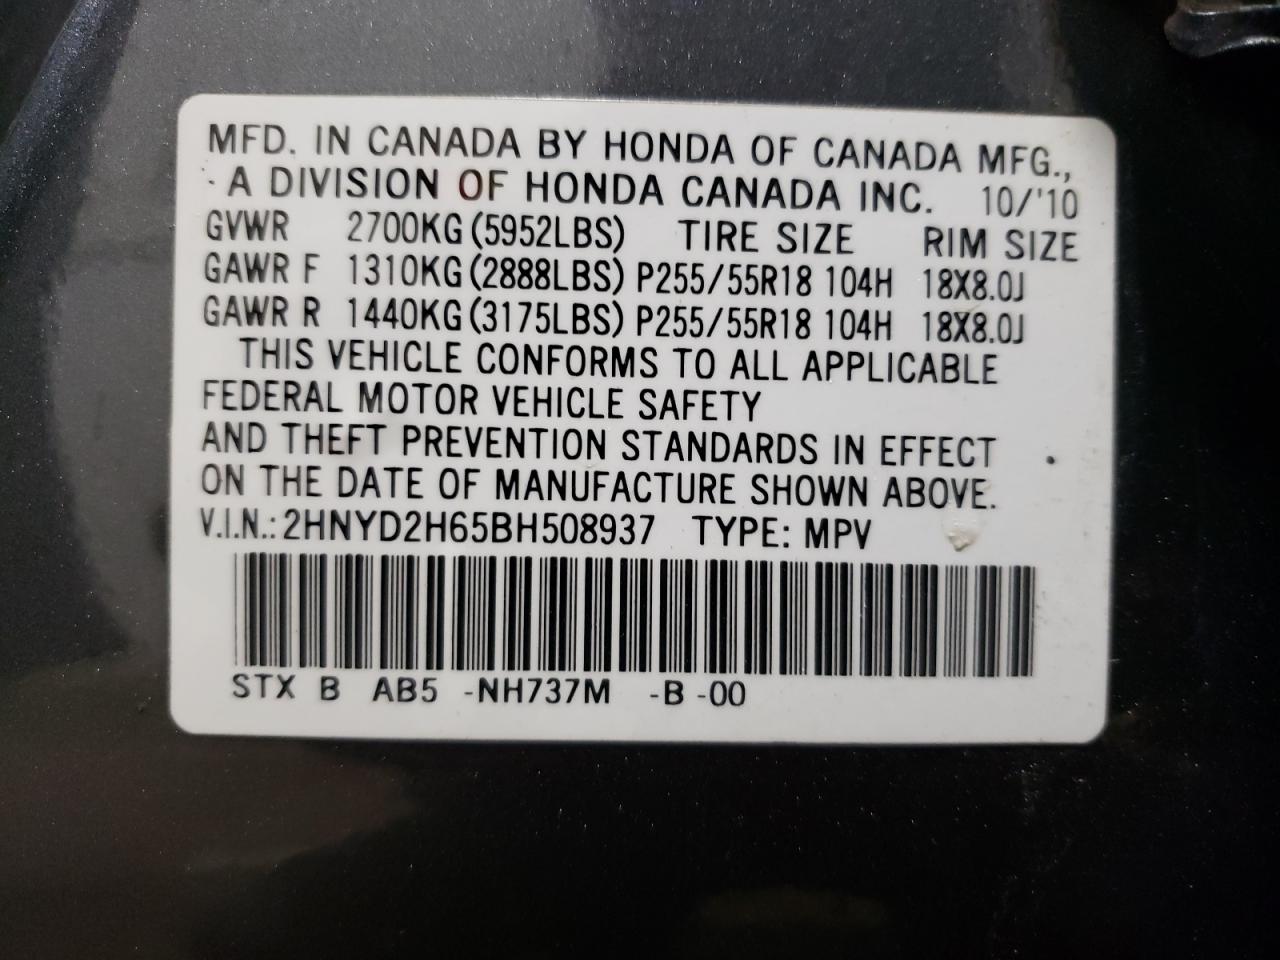 MFD. IN CANADA BY HONDA OF CANADA MFG.,
A DIVISION OF HONDA CANADA INC. 10/'10
GVWR 2700KG (5952LBS) TIRE SIZE RIM SIZE
GAWR F 1310KG (2888LBS) P255/55R18 104H 18X8.0J
GAWR R 1440KG (3175LBS) P255/55R18 104H 18X8.0J
THIS VEHICLE CONFORMS TO ALL APPLICABLE
FEDERAL MOTOR VEHICLE SAFETY
AND THEFT PREVENTION STANDARDS IN EFFECT
ON THE DATE OF MANUFACTURE SHOWN ABOVE.
V.I.N.: 2HNYD2H65BH508937 TYPE: MPV
STX B AB5 -NH737M -B -00